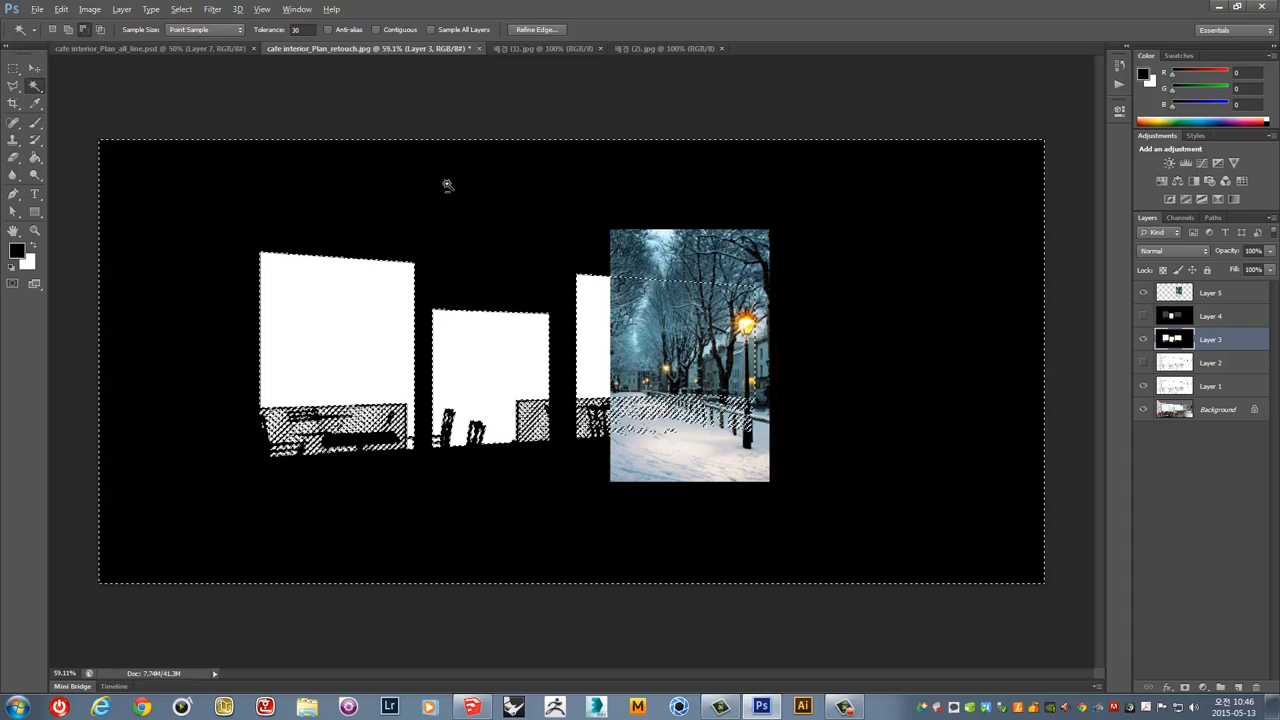 Ps File Edit Image Layer Type Select Filter 3D View Window Help
Sample Size: Point Sample Tolerance: 30 Anti-alias Contiguous Sample All Layers Refine Edge... Essentials
cafe interior_Plan_all_line.psd @ 50% (Layer 7, RGB/8#) × cafe interior_Plan_retouch.jpg @ 59.1% (Layer 3, RGB/8#) * × 배경 (1).jpg @ 100% (RGB/8) × 배경 (2).jpg @ 100% (RGB/8) ×
Color Swatches
R 0
G 0
B 0
Adjustments Styles
Add an adjustment
Layers Channels Paths
Kind
Normal Opacity: 100%
Lock: Fill: 100%
Layer 5
Layer 4
Layer 3
Layer 2
Layer 1
Background
59.11% Doc: 7.74M/41.3M
Mini Bridge Timeline
Lr M Ps Ai
오전 10:46
2015-05-13